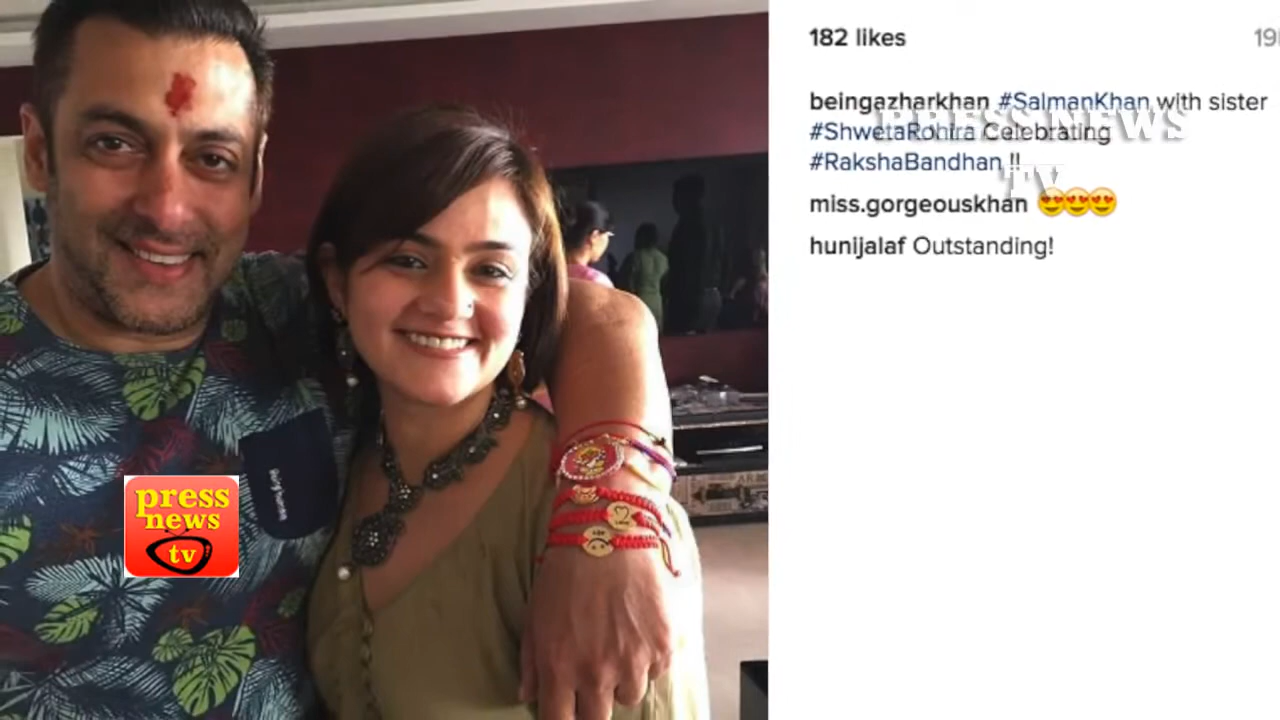 182 likes
19
beingazharkhan #SalmanKhan with sister
#ShwetaRohira Celebrating
#RakshaBandhan !!
miss.gorgeouskhan 😍😍😍
hunijalaf Outstanding!
PRESS NEWS
TV
press
news
tv